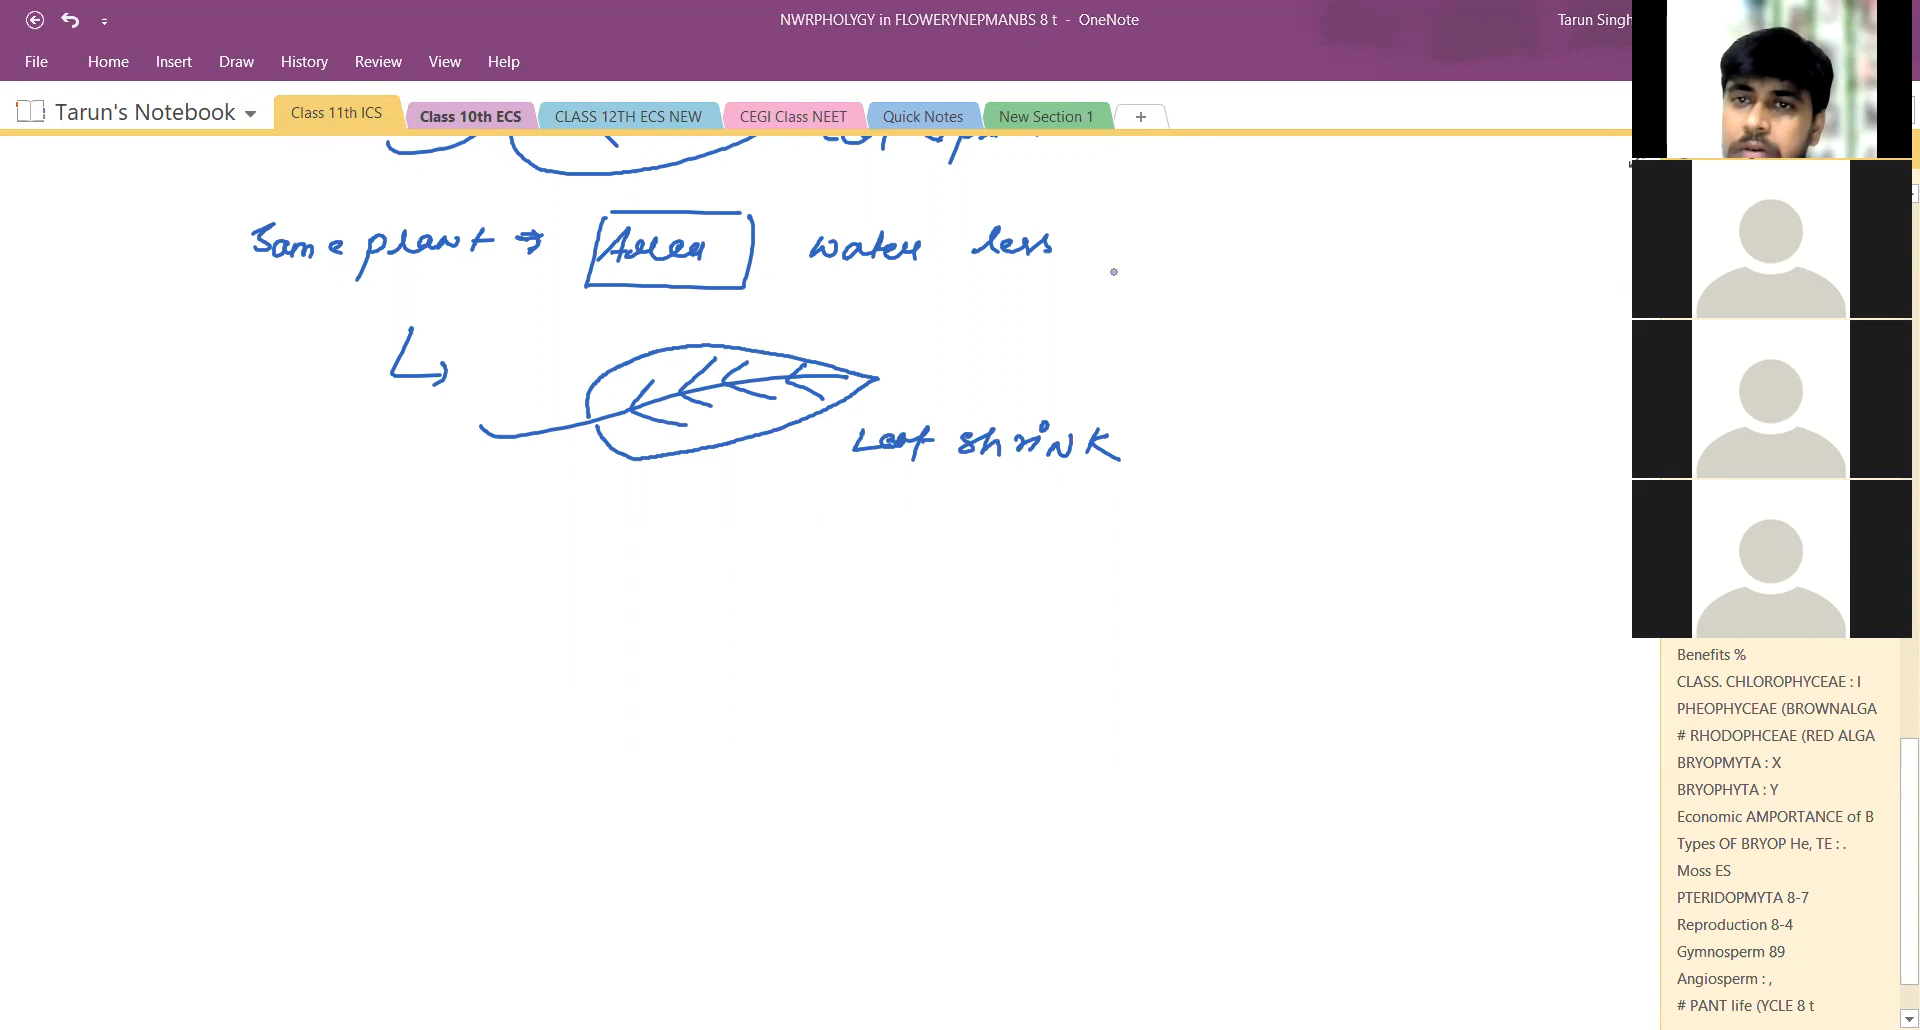 NWRPHOLYGY in FLOWERYNEPMANBS 8 t - OneNote
Tarun Singh
File Home Insert Draw History Review View Help
Tarun's Notebook
Class 11th ICS
Class 10th ECS
CLASS 12TH ECS NEW
CEGI Class NEET
Quick Notes
New Section 1
+
Same plant ⇒ Area water less
Leaf shrinK
Benefits %
CLASS. CHLOROPHYCEAE : I
PHEOPHYCEAE (BROWNALGA
# RHODOPHCEAE (RED ALGA
BRYOPMYTA : X
BRYOPHYTA : Y
Economic AMPORTANCE of B
Types OF BRYOP He, TE : .
Moss ES
PTERIDOPMYTA 8-7
Reproduction 8-4
Gymnosperm 89
Angiosperm : ,
# PANT life (YCLE 8 t